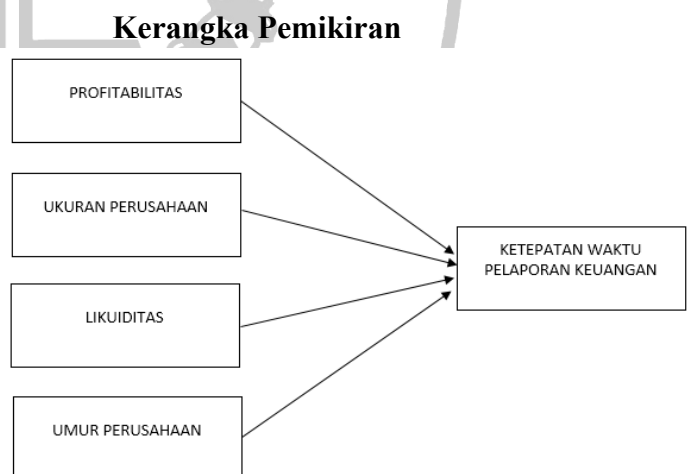 Kerangka Pemikiran
PROFITABILITAS
UKURAN PERUSAHAAN
LIKUIDITAS
UMUR PERUSAHAAN
KETEPATAN WAKTU
PELAPORAN KEUANGAN